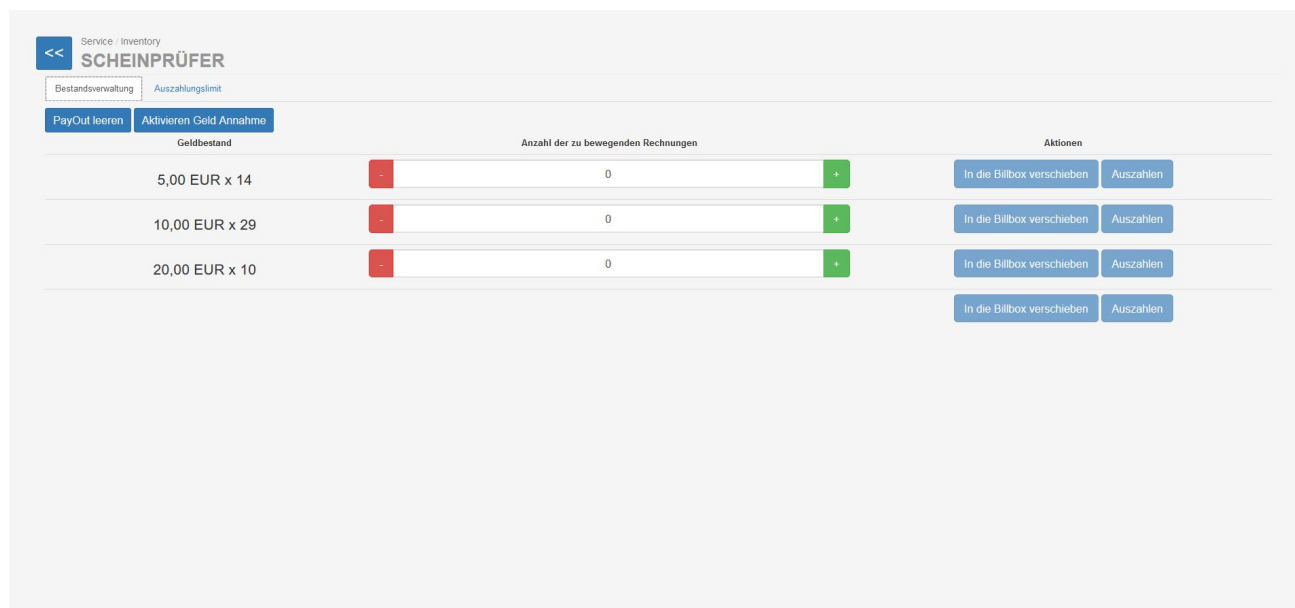 <<
Service / Inventory
SCHEINPRÜFER
Bestandsverwaltung Auszahlungslimit
PayOut leeren Aktivieren Geld Annahme
Geldbestand Anzahl der zu bewegenden Rechnungen Aktionen
5,00 EUR x 14 - 0 + In die Billbox verschieben Auszahlen
10,00 EUR x 29 - 0 + In die Billbox verschieben Auszahlen
20,00 EUR x 10 - 0 + In die Billbox verschieben Auszahlen
In die Billbox verschieben Auszahlen